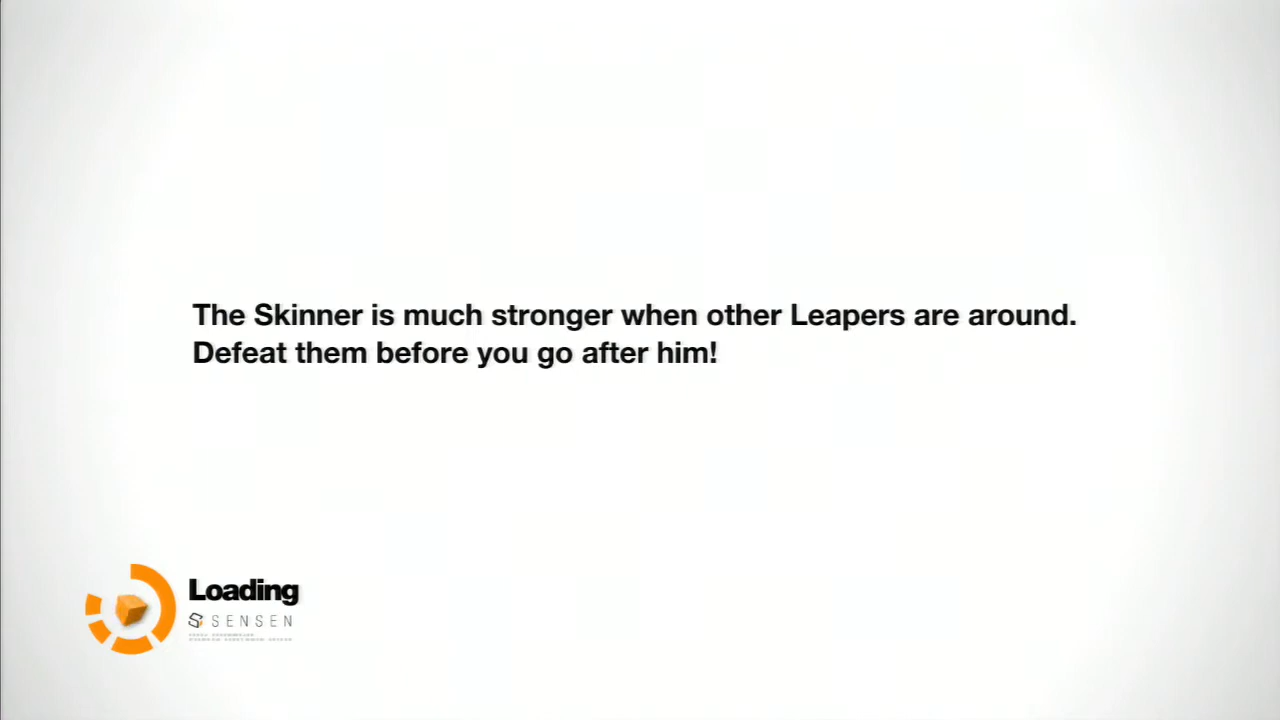 The Skinner is much stronger when other Leapers are around.
Defeat them before you go after him!
Loading
SENSEN